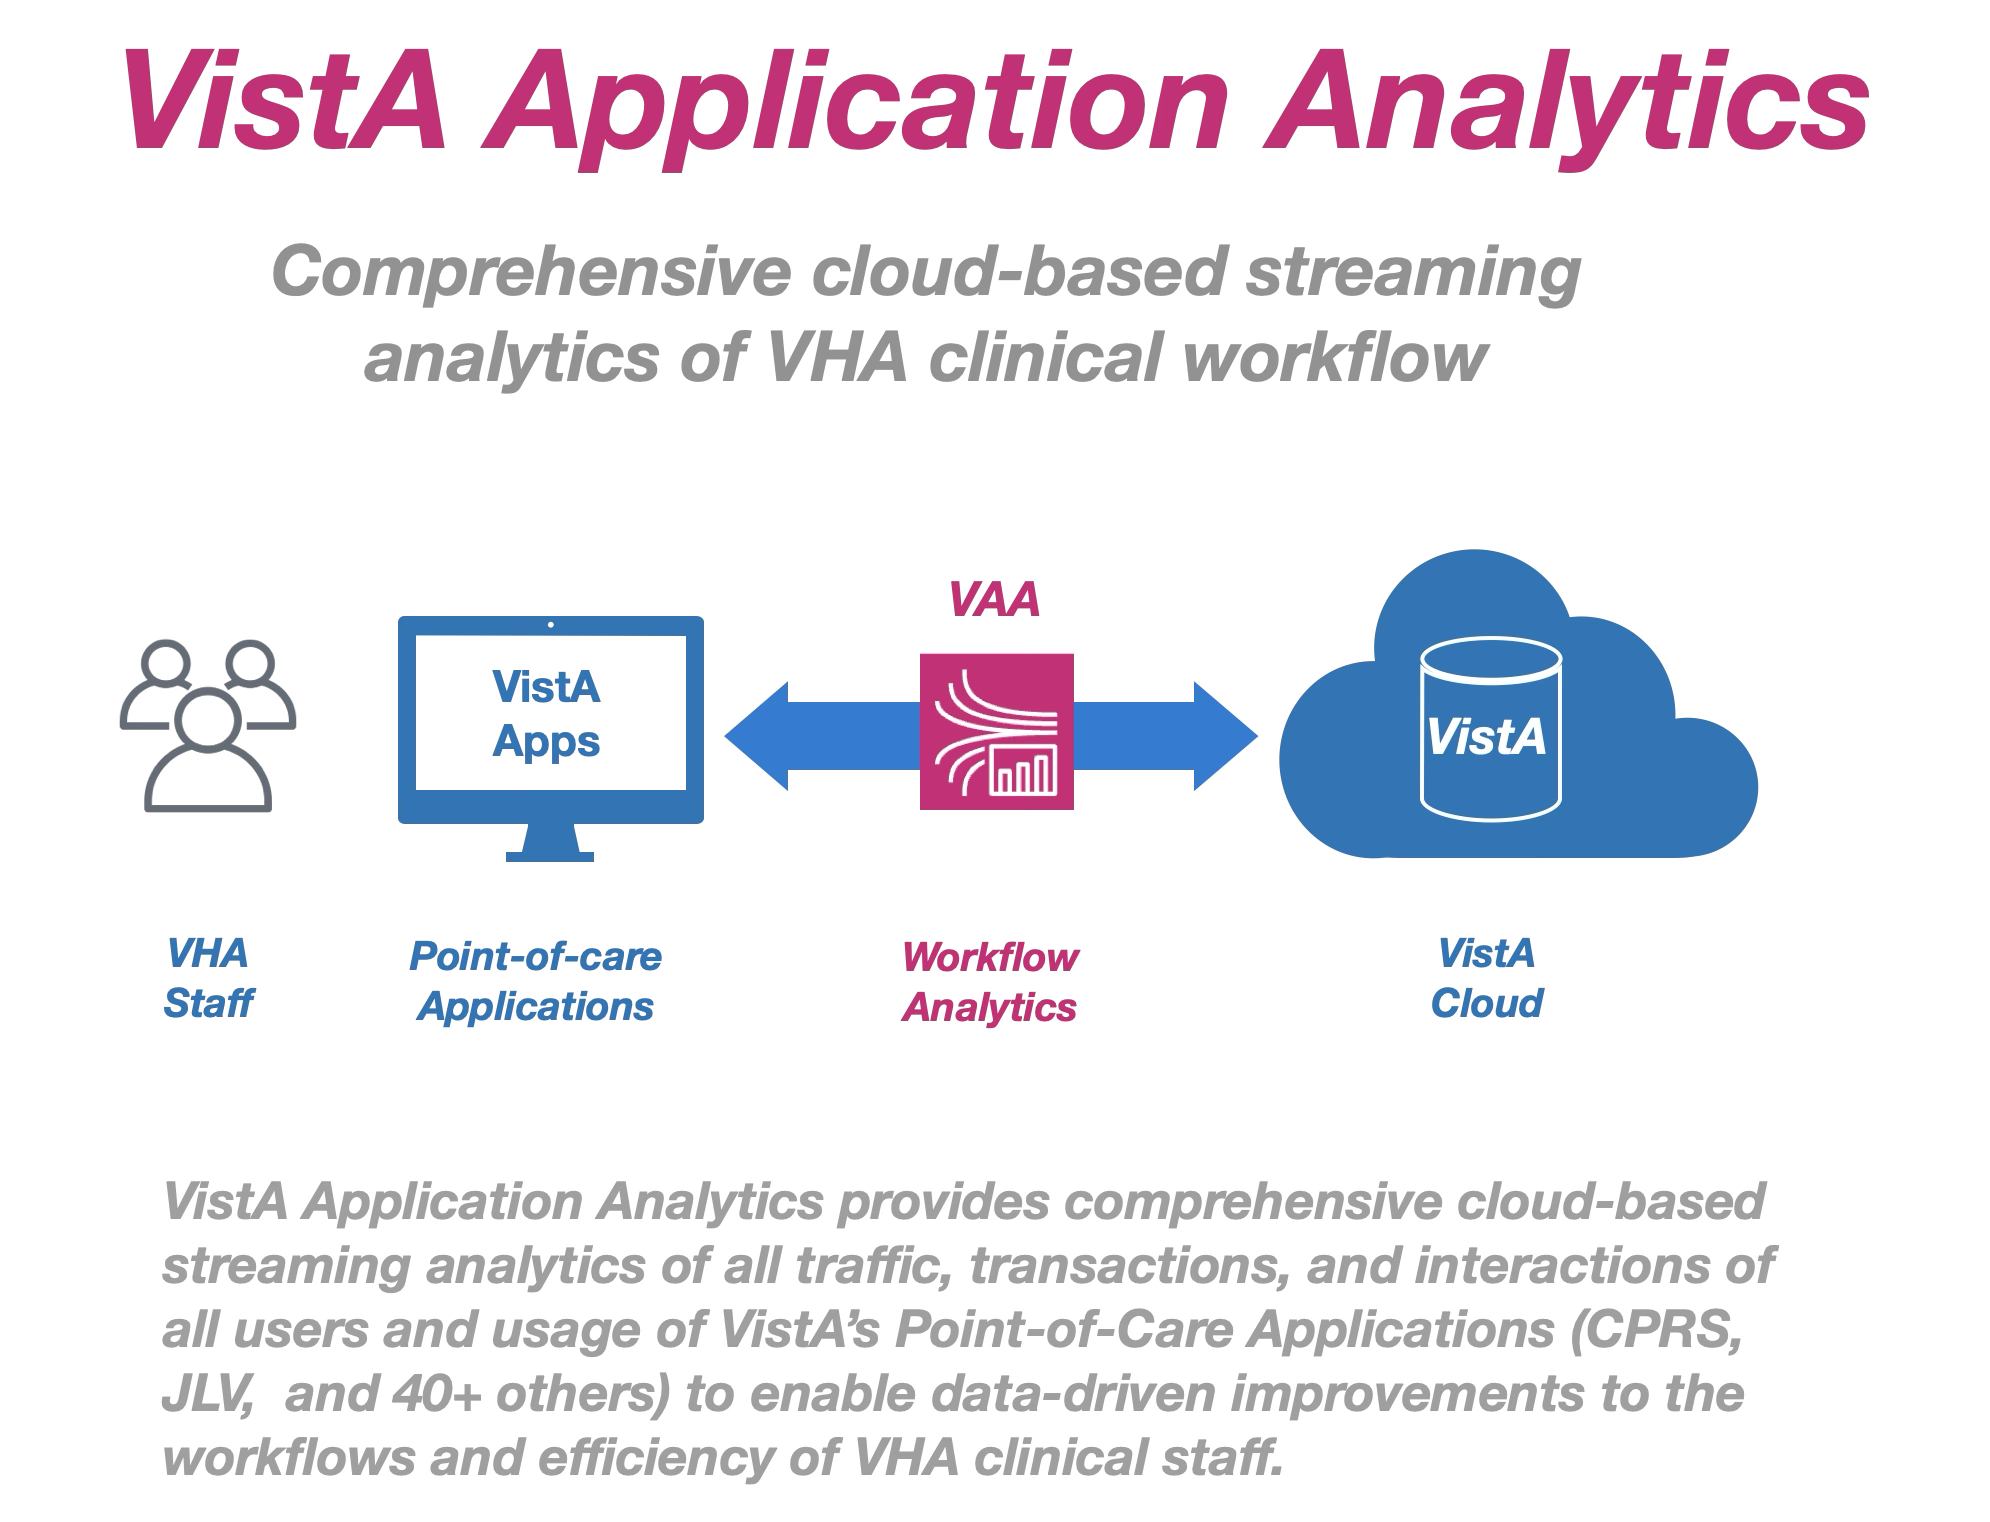 VistA Application Analytics
Comprehensive cloud-based streaming
analytics of VHA clinical workflow
VAA
VistA
Apps
VistA
VHA
Staff
Point-of-care
Applications
Workflow
Analytics
VistA
Cloud
VistA Application Analytics provides comprehensive cloud-based
streaming analytics of all traffic, transactions, and interactions of
all users and usage of VistA’s Point-of-Care Applications (CPRS,
JLV,  and 40+ others) to enable data-driven improvements to the
workflows and efficiency of VHA clinical staff.